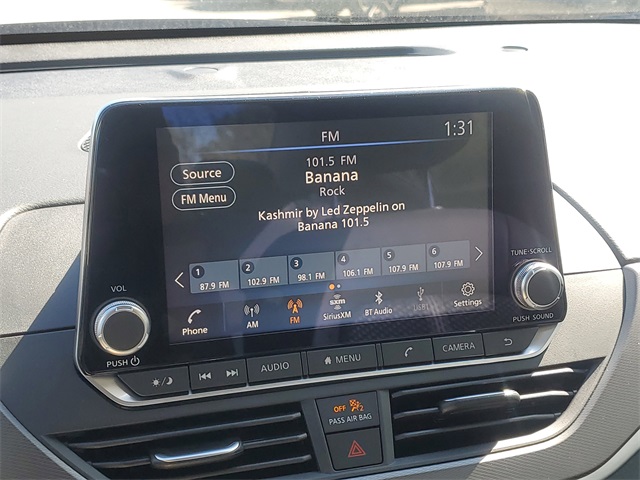 FM
1:31
101.5 FM
Source
Banana
Rock
FM Menu
Kashmir by Led Zeppelin on
Banana 101.5
1 2 3 4 5 6
87.9 FM 102.9 FM 98.1 FM 106.1 FM 107.9 FM 107.9 FM
Phone
AM
FM
sxm
SiriusXM
BT Audio
USB
Settings
VOL
PUSH
TUNE·SCROLL
PUSH SOUND
AUDIO
MENU
CAMERA
OFF 2
PASS AIR BAG